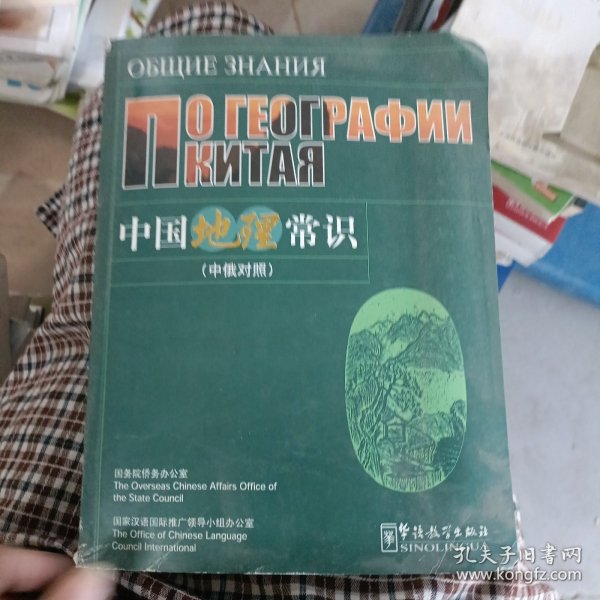 ОБЩИЕ ЗНАНИЯ
ПО ГЕОГРАФИИ
КИТАЯ
中国地理常识
（中俄对照）
国务院侨务办公室
The Overseas Chinese Affairs Office of
the State Council
国家汉语国际推广领导小组办公室
The Office of Chinese Language
Council International
华语教学出版社
SINOLINGUA
孔夫子旧书网
www.kongfz.com